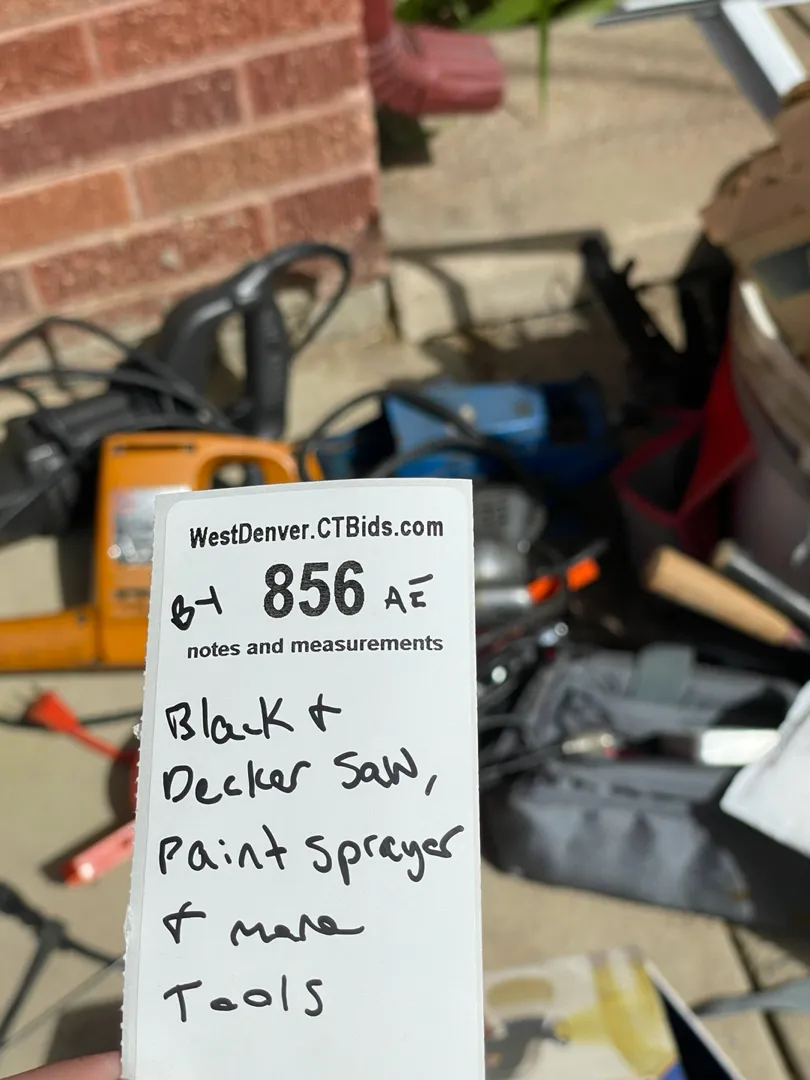 WestDenver.CTBids.com
B-1 856 AE
notes and measurements
Black +
Decker Saw,
Paint Sprayer
+ more
Tools